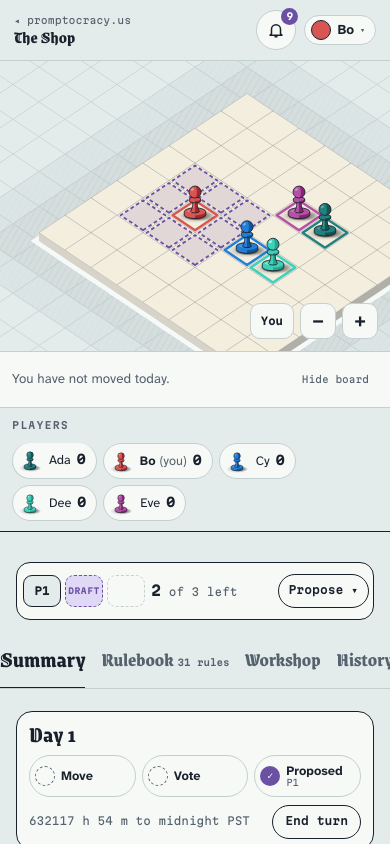 ◂ promptocracy.us
The Shop
9
Bo ▾
You
−
+
You have not moved today.
Hide board
PLAYERS
Ada 0
Bo (you) 0
Cy 0
Dee 0
Eve 0
P1
DRAFT
2 of 3 left
Propose ▾
Summary
Rulebook 31 rules
Workshop
History
Day 1
Move
Vote
✓
Proposed
P1
632117 h 54 m to midnight PST
End turn